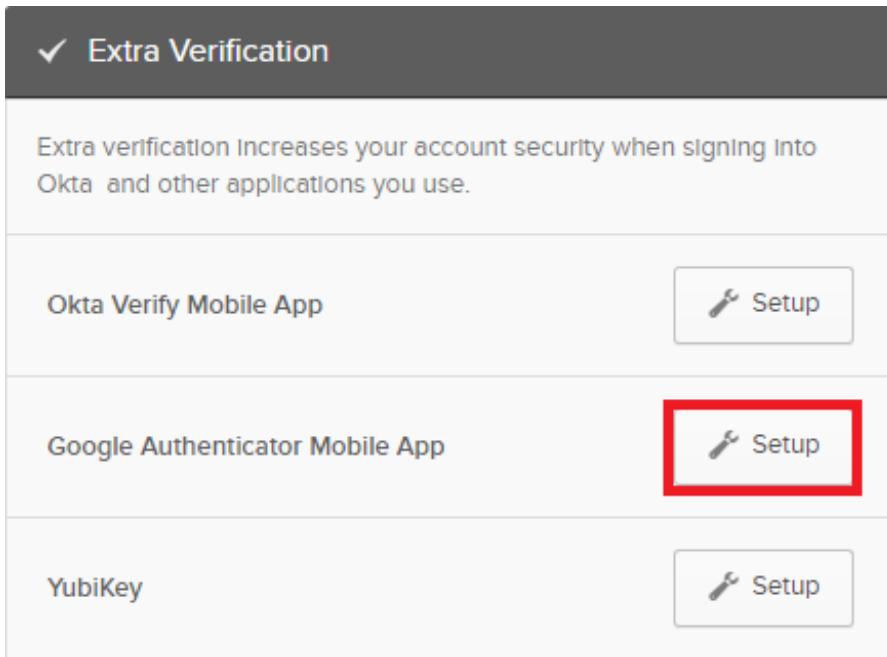 Extra Verification
Extra verification increases your account security when signing into
Okta and other applications you use.
Okta Verify Mobile App
Setup
Google Authenticator Mobile App
Setup
YubiKey
Setup